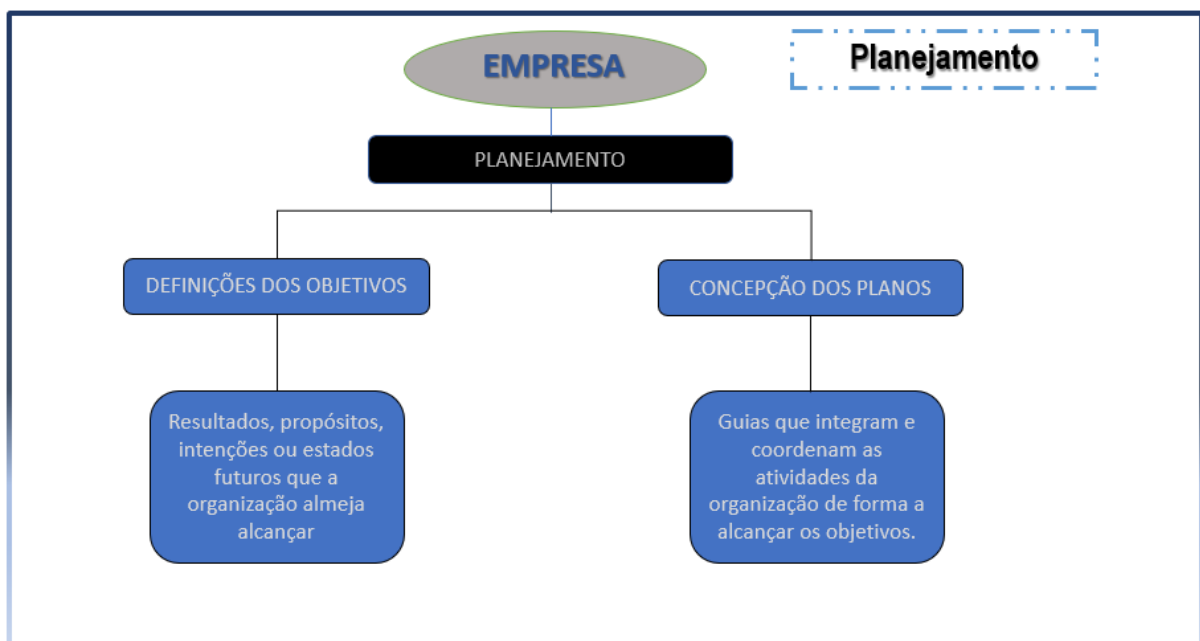 EMPRESA
Planejamento
PLANEJAMENTO
DEFINIÇÕES DOS OBJETIVOS
CONCEPÇÃO DOS PLANOS
Resultados, propósitos,
intenções ou estados
futuros que a
organização almeja
alcançar
Guias que integram e
coordenam as
atividades da
organização de forma a
alcançar os objetivos.